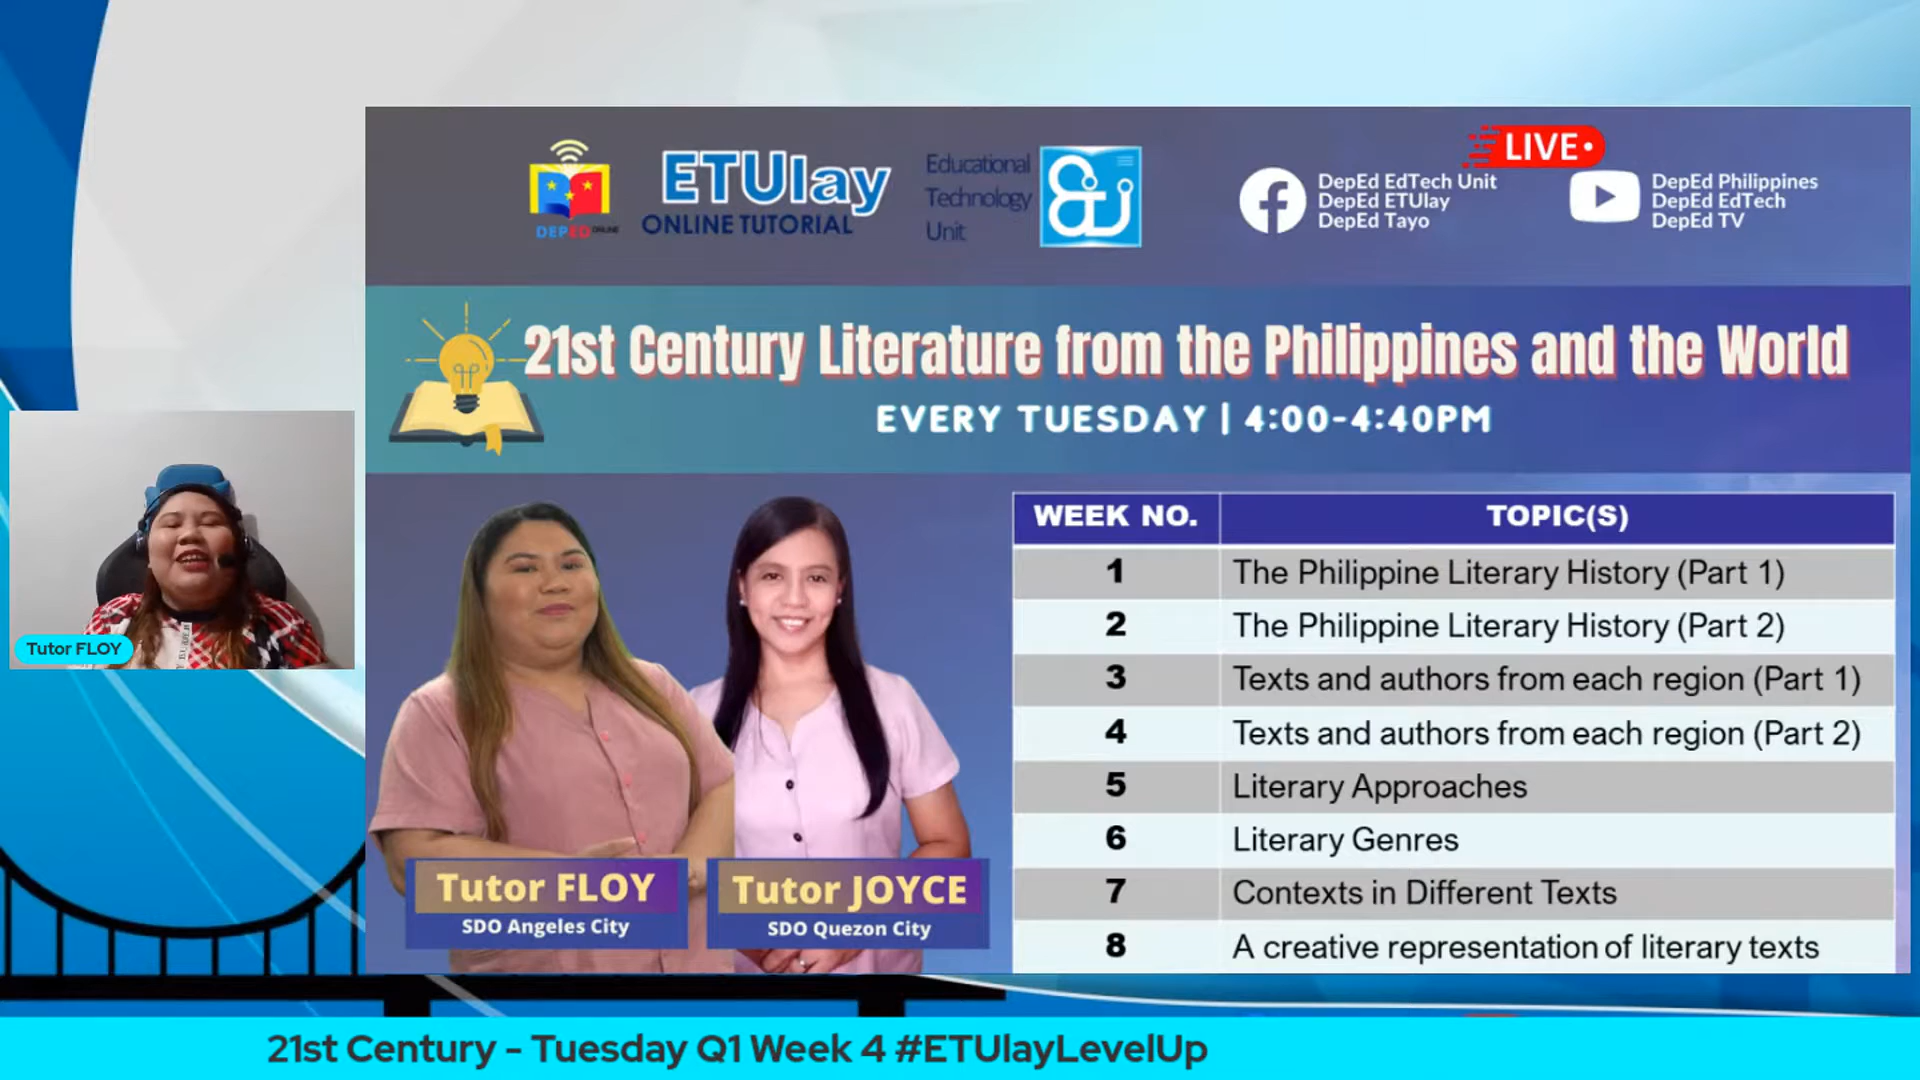 DEPED ONLINE
ETUlay
ONLINE TUTORIAL
Educational
Technology
Unit
DepEd EdTech Unit
DepEd ETUlay
DepEd Tayo
LIVE
DepEd Philippines
DepEd EdTech
DepEd TV
21st Century Literature from the Philippines and the World
EVERY TUESDAY | 4:00-4:40PM
Tutor FLOY
Tutor FLOY
SDO Angeles City
Tutor JOYCE
SDO Quezon City
WEEK NO. TOPIC(S)
1 The Philippine Literary History (Part 1)
2 The Philippine Literary History (Part 2)
3 Texts and authors from each region (Part 1)
4 Texts and authors from each region (Part 2)
5 Literary Approaches
6 Literary Genres
7 Contexts in Different Texts
8 A creative representation of literary texts
21st Century - Tuesday Q1 Week 4 #ETUlayLevelUp